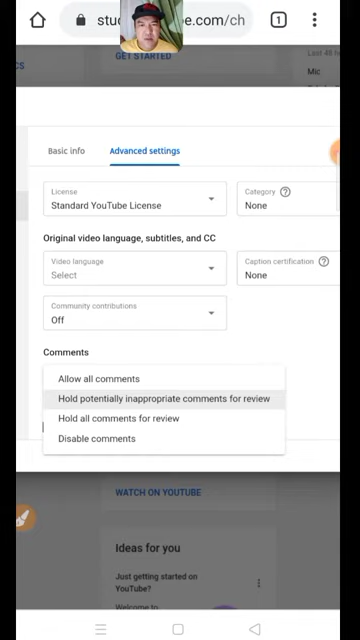 stu
e.com/ch
1
CS
GET STARTED
Last 48
Mic
Basic info
Advanced settings
License
Standard YouTube License
Category
None
Original video language, subtitles, and CC
Video language
Select
Caption certification
None
Community contributions
Off
Comments
Allow all comments
Hold potentially inappropriate comments for review
Hold all comments for review
Disable comments
WATCH ON YOUTUBE
Ideas for you
Just getting started on
YouTube?
Welcome to